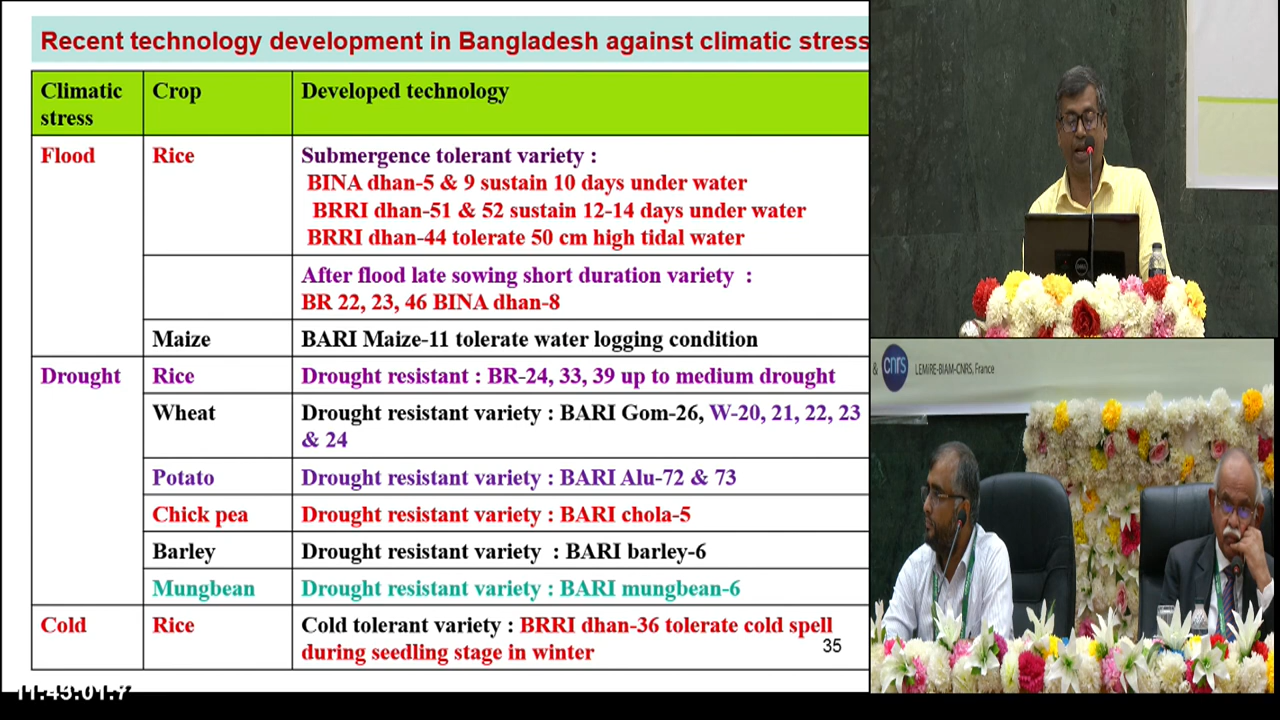 Recent technology development in Bangladesh against climatic stress
Climatic stress
Crop
Developed technology
Flood
Rice
Submergence tolerant variety :
BINA dhan-5 & 9 sustain 10 days under water
BRRI dhan-51 & 52 sustain 12-14 days under water
BRRI dhan-44 tolerate 50 cm high tidal water
After flood late sowing short duration variety :
BR 22, 23, 46 BINA dhan-8
Maize
BARI Maize-11 tolerate water logging condition
Drought
Rice
Drought resistant : BR-24, 33, 39 up to medium drought
Wheat
Drought resistant variety : BARI Gom-26, W-20, 21, 22, 23
& 24
Potato
Drought resistant variety : BARI Alu-72 & 73
Chick pea
Drought resistant variety : BARI chola-5
Barley
Drought resistant variety : BARI barley-6
Mungbean
Drought resistant variety : BARI mungbean-6
Cold
Rice
Cold tolerant variety : BRRI dhan-36 tolerate cold spell
during seedling stage in winter
35
11:43:01.7
& cnrs LEMiRE-BIAM-CNRS, France
DELL